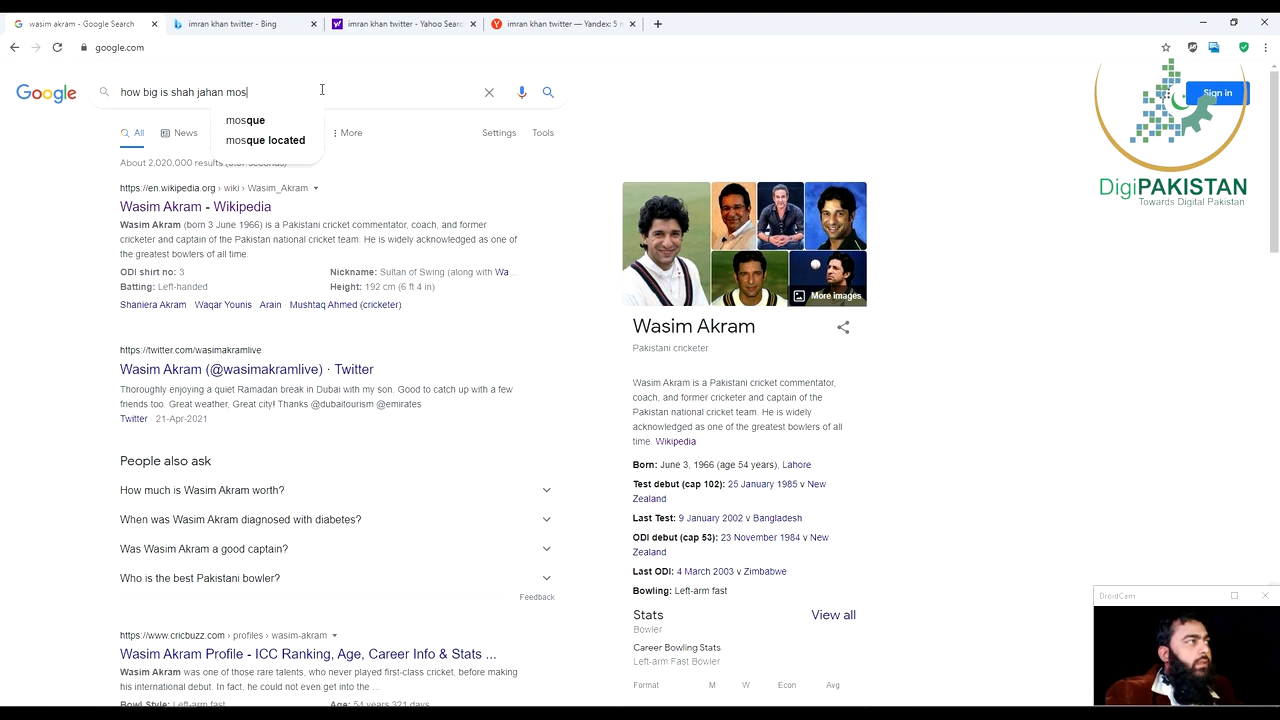 wasim akram - Google Search
imran khan twitter - Bing
imran khan twitter - Yahoo Searc
imran khan twitter — Yandex: 5
google.com
Google
how big is shah jahan mos
Sign in
mosque
mosque located
All
News
More
Settings
Tools
DigiPAKISTAN
Towards Digital Pakistan
About 2,020,000 results
https://en.wikipedia.org › wiki › Wasim_Akram
Wasim Akram - Wikipedia
Wasim Akram (born 3 June 1966) is a Pakistani cricket commentator, coach, and former
cricketer and captain of the Pakistan national cricket team. He is widely acknowledged as one of
the greatest bowlers of all time.
ODI shirt no: 3
Nickname: Sultan of Swing (along with Wa...
Batting: Left-handed
Height: 192 cm (6 ft 4 in)
Shaniera Akram
Waqar Younis
Arain
Mushtaq Ahmed (cricketer)
https://twitter.com/wasimakramlive
Wasim Akram (@wasimakramlive) · Twitter
Thoroughly enjoying a quiet Ramadan break in Dubai with my son. Good to catch up with a few
friends too. Great weather, Great city! Thanks @dubaitourism @emirates
Twitter · 21-Apr-2021
People also ask
How much is Wasim Akram worth?
When was Wasim Akram diagnosed with diabetes?
Was Wasim Akram a good captain?
Who is the best Pakistani bowler?
Feedback
https://www.cricbuzz.com › profiles › wasim-akram
Wasim Akram Profile - ICC Ranking, Age, Career Info & Stats ...
Wasim Akram was one of those rare talents, who never played first-class cricket, before making
his international debut. In fact, he could not even get into the ...
Bowl Style: Left-arm fast
Age: 54 years 321 days
More images
Wasim Akram
Pakistani cricketer
Wasim Akram is a Pakistani cricket commentator,
coach, and former cricketer and captain of the
Pakistan national cricket team. He is widely
acknowledged as one of the greatest bowlers of all
time. Wikipedia
Born: June 3, 1966 (age 54 years), Lahore
Test debut (cap 102): 25 January 1985 v New
Zealand
Last Test: 9 January 2002 v Bangladesh
ODI debut (cap 53): 23 November 1984 v New
Zealand
Last ODI: 4 March 2003 v Zimbabwe
Bowling: Left-arm fast
Stats
View all
Bowler
Career Bowling Stats
Left-arm Fast Bowler
Format
M
W
Econ
Avg
DroidCam